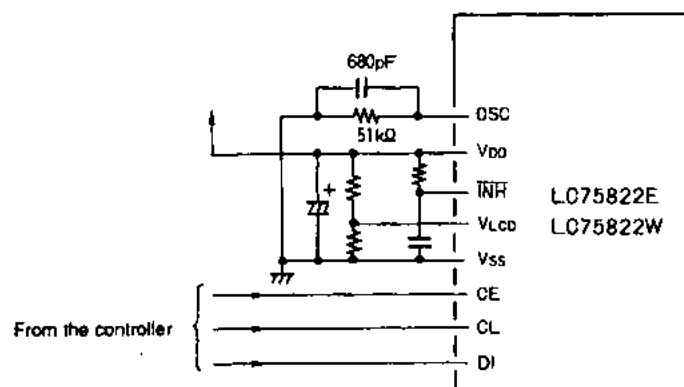 680pF
OSC
51kΩ
VDD
+
INH LC75822E
VLCD LC75822W
VSS
CE
From the controller CL
DI